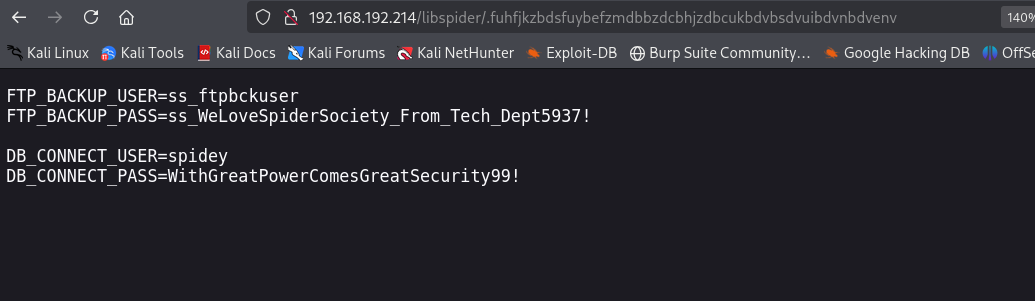 192.168.192.214/libspider/.fuhfjkzbdsfuybefzmdbbzdcbhjzdbcukbdvbsdvuibdvnbdvenv
140%
Kali Linux Kali Tools Kali Docs Kali Forums Kali NetHunter Exploit-DB Burp Suite Community… Google Hacking DB OffSe
FTP_BACKUP_USER=ss_ftpbckuser
FTP_BACKUP_PASS=ss_WeLoveSpiderSociety_From_Tech_Dept5937!
DB_CONNECT_USER=spidey
DB_CONNECT_PASS=WithGreatPowerComesGreatSecurity99!